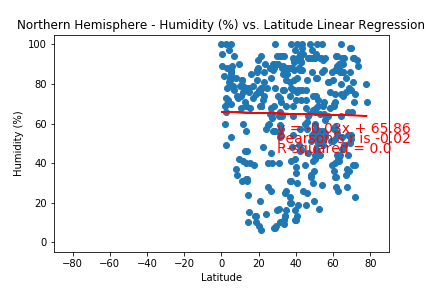 Northern Hemisphere - Humidity (%) vs. Latitude Linear Regression
Humidity (%)
100
80
60
40
20
0
y = -0.03x + 65.86
Pearson's r is -0.02
R-squared = 0.0
−80 −60 −40 −20 0 20 40 60 80
Latitude